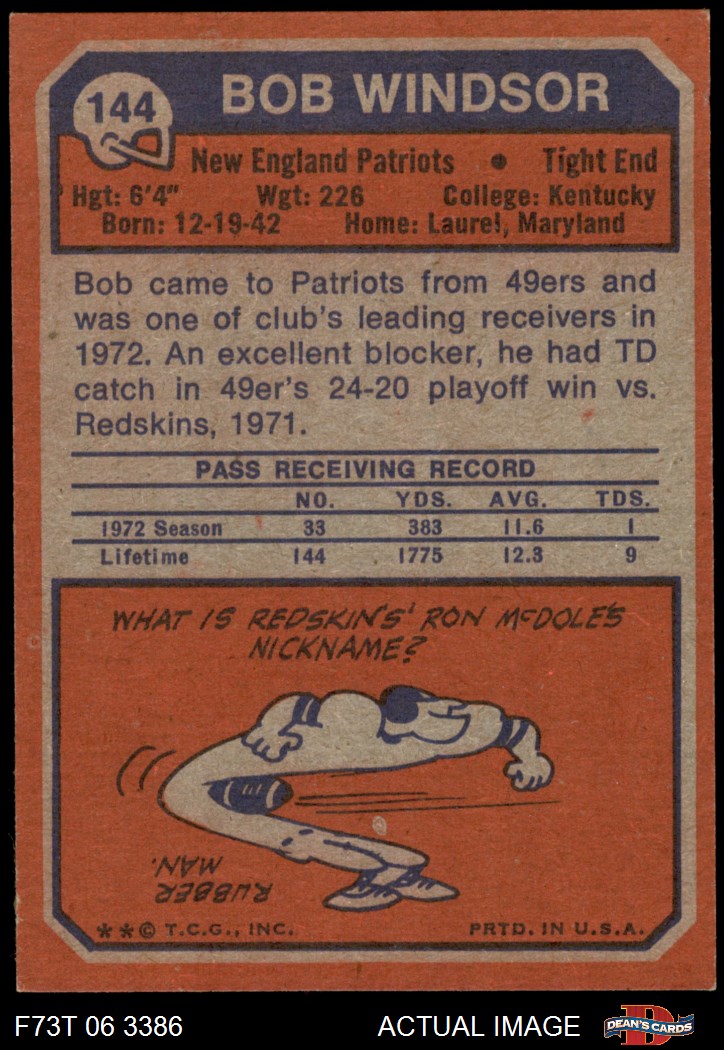 144
BOB WINDSOR
New England Patriots • Tight End
Hgt: 6'4" Wgt: 226 College: Kentucky
Born: 12-19-42 Home: Laurel, Maryland
Bob came to Patriots from 49ers and
was one of club's leading receivers in
1972. An excellent blocker, he had TD
catch in 49er's 24-20 playoff win vs.
Redskins, 1971.
PASS RECEIVING RECORD
NO. YDS. AVG. TDS.
1972 Season 33 383 11.6 1
Lifetime 144 1775 12.3 9
WHAT IS REDSKIN'S' RON McDOLE'S
NICKNAME?
RUBBER
MAN.
**© T.C.G., INC. PRTD. IN U.S.A.
F73T 06 3386 ACTUAL IMAGE
D
DEAN'S CARDS